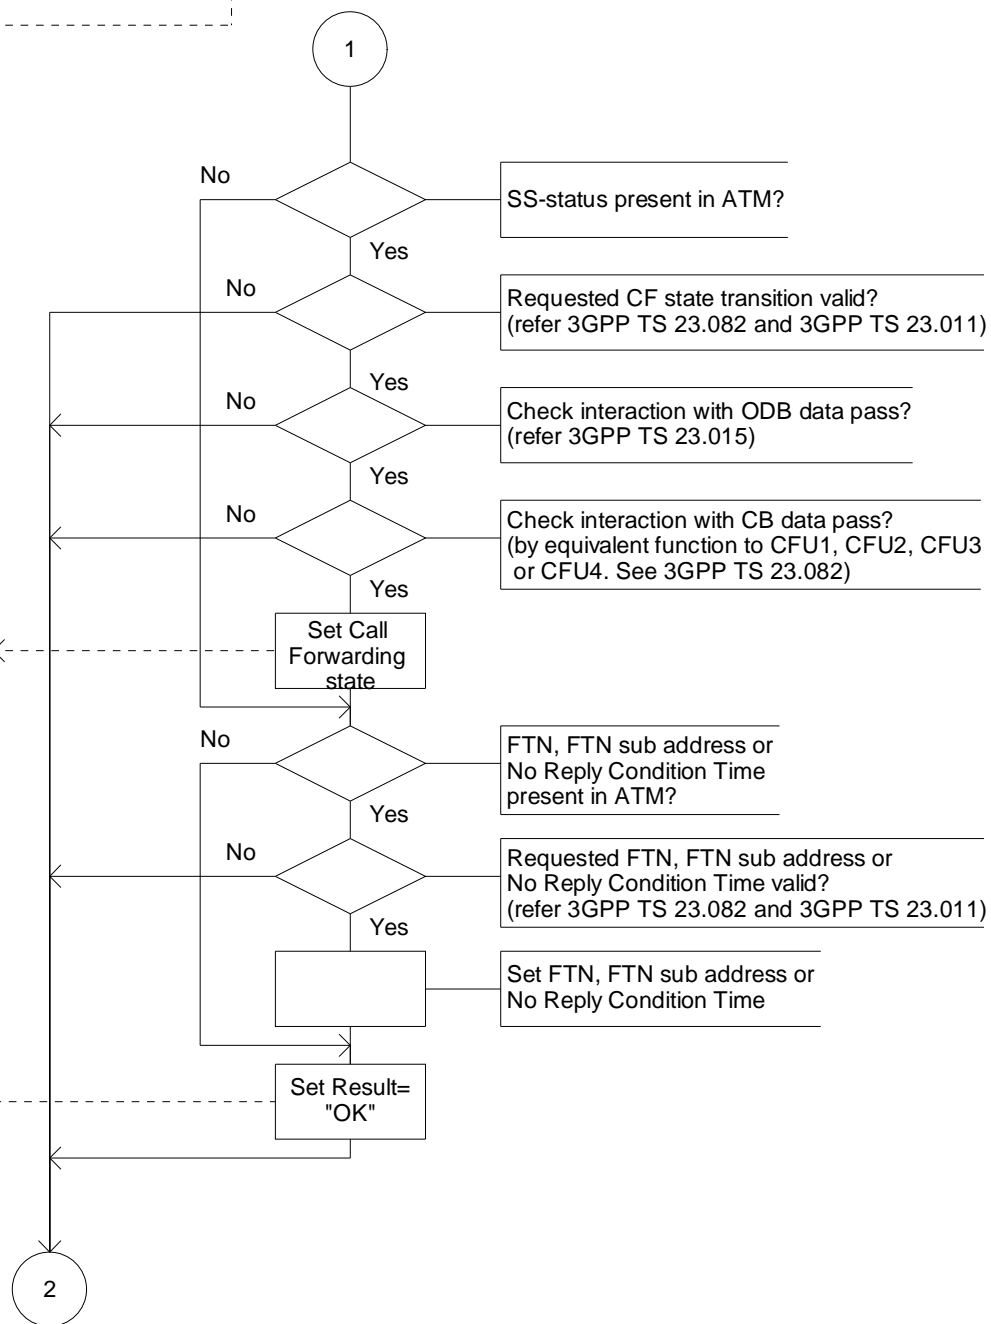 1
No
SS-status present in ATM?
Yes
No
Requested CF state transition valid?
(refer 3GPP TS 23.082 and 3GPP TS 23.011)
Yes
No
Check interaction with ODB data pass?
(refer 3GPP TS 23.015)
Yes
No
Check interaction with CB data pass?
(by equivalent function to CFU1, CFU2, CFU3
or CFU4. See 3GPP TS 23.082)
Yes
Set Call
Forwarding
state
No
FTN, FTN sub address or
No Reply Condition Time
present in ATM?
Yes
No
Requested FTN, FTN sub address or
No Reply Condition Time valid?
(refer 3GPP TS 23.082 and 3GPP TS 23.011)
Yes
Set FTN, FTN sub address or
No Reply Condition Time
Set Result=
"OK"
2